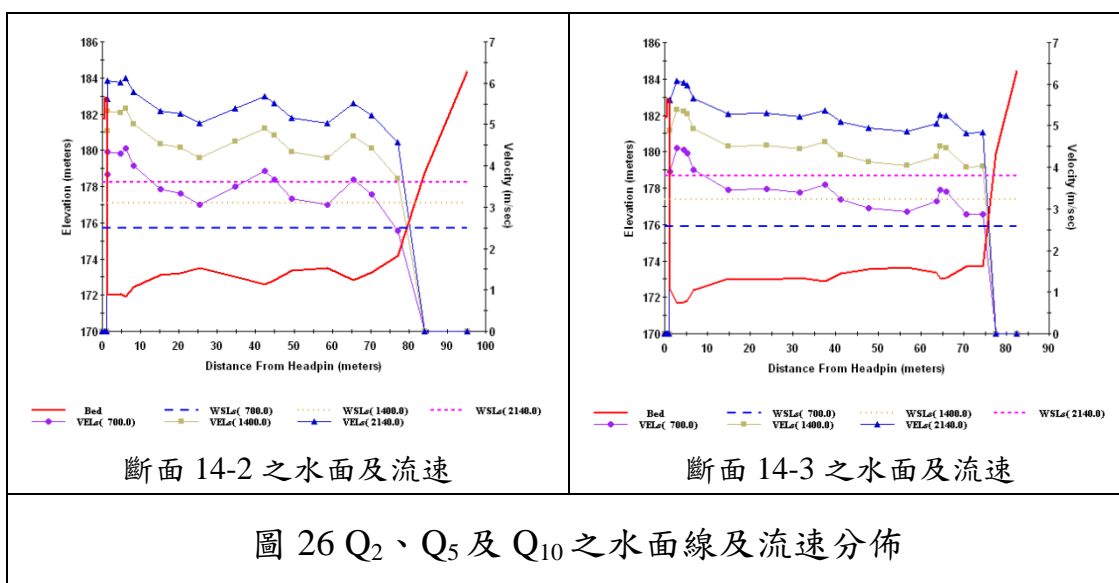 186
184
182
180
178
176
174
172
170
Elevation (meters)
7
6
5
4
3
2
1
0
Velocity (m/sec)
0 10 20 30 40 50 60 70 80 90 100
Distance From Headpin (meters)
Bed WSLs( 700.0) WSLs(1400.0) WSLs(2140.0)
VELs( 700.0) VELs(1400.0) VELs(2140.0)
斷面 14-2 之水面及流速
186
184
182
180
178
176
174
172
170
Elevation (meters)
7
6
5
4
3
2
1
0
Velocity (m/sec)
0 10 20 30 40 50 60 70 80 90
Distance From Headpin (meters)
Bed WSLs( 700.0) WSLs(1400.0) WSLs(2140.0)
VELs( 700.0) VELs(1400.0) VELs(2140.0)
斷面 14-3 之水面及流速
圖 26 Q₂、Q₅ 及 Q₁₀ 之水面線及流速分佈